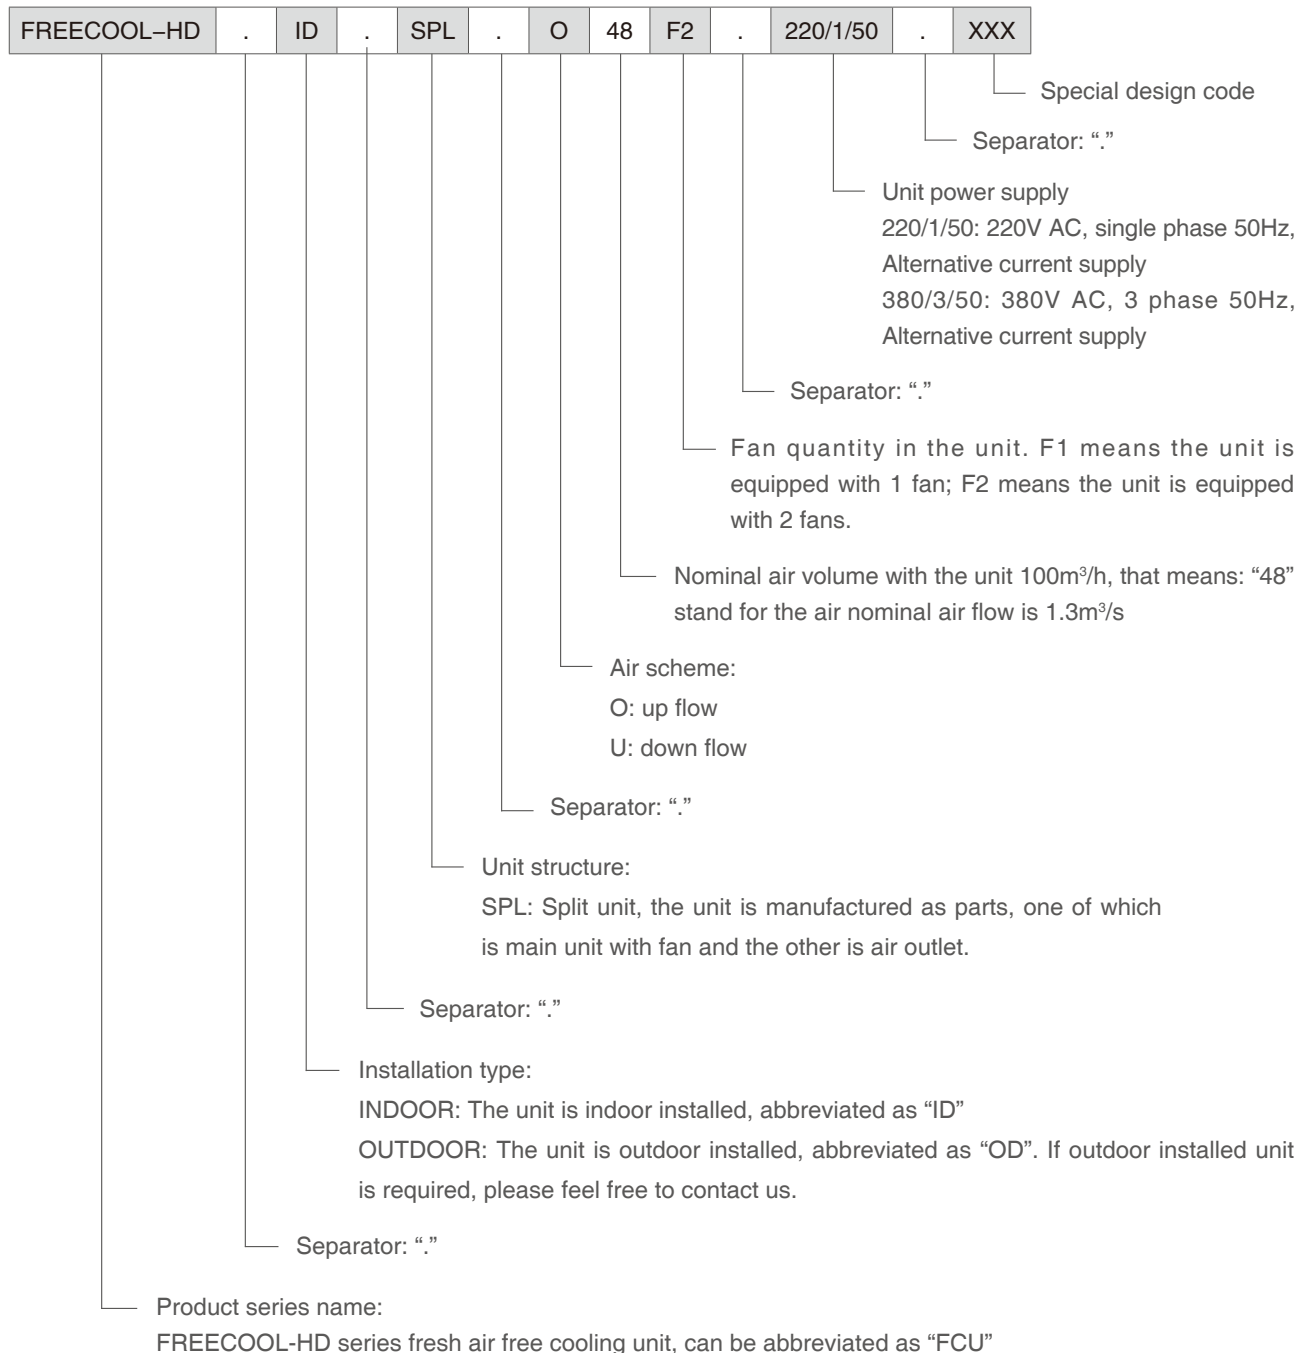 FREECOOL–HD . ID . SPL . O 48 F2 . 220/1/50 . XXX
Special design code
Separator: “.”
Unit power supply
220/1/50: 220V AC, single phase 50Hz,
Alternative current supply
380/3/50: 380V AC, 3 phase 50Hz,
Alternative current supply
Separator: “.”
Fan quantity in the unit. F1 means the unit is
equipped with 1 fan; F2 means the unit is equipped
with 2 fans.
Nominal air volume with the unit 100m³/h, that means: “48”
stand for the air nominal air flow is 1.3m³/s
Air scheme:
O: up flow
U: down flow
Separator: “.”
Unit structure:
SPL: Split unit, the unit is manufactured as parts, one of which
is main unit with fan and the other is air outlet.
Separator: “.”
Installation type:
INDOOR: The unit is indoor installed, abbreviated as “ID”
OUTDOOR: The unit is outdoor installed, abbreviated as “OD”. If outdoor installed unit
is required, please feel free to contact us.
Separator: “.”
Product series name:
FREECOOL-HD series fresh air free cooling unit, can be abbreviated as “FCU”